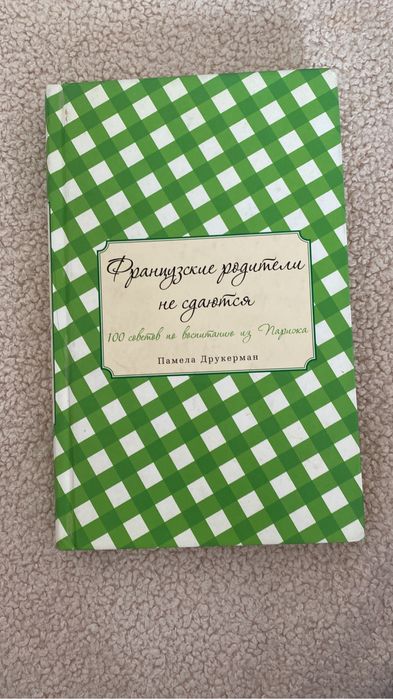 Французские родители
не сдаются
100 советов по воспитанию из Парижа
Памела Друкерман